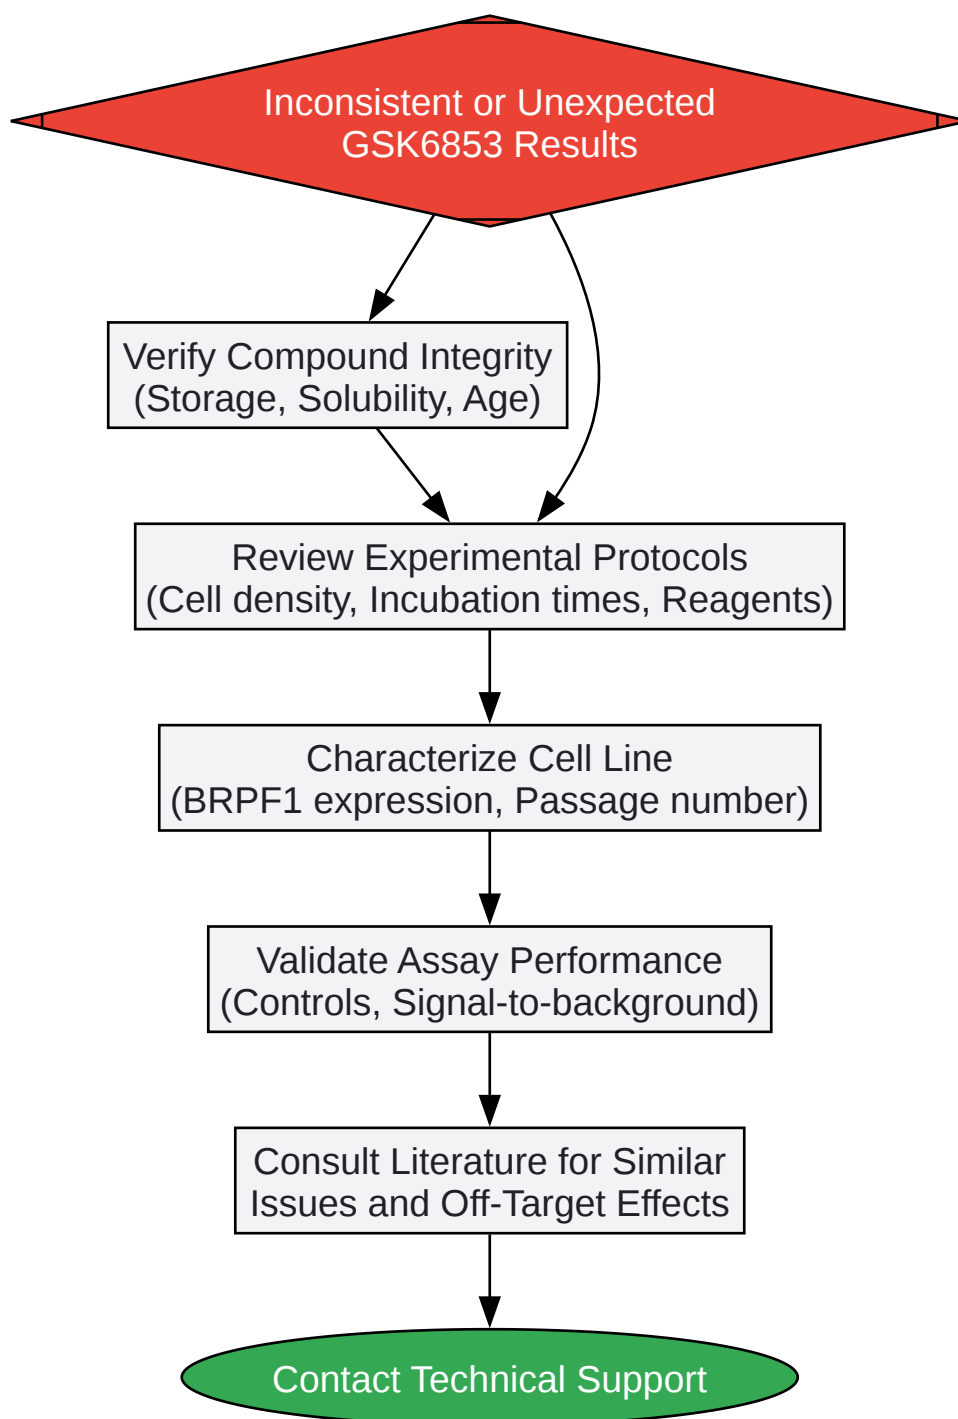 Inconsistent or Unexpected
GSK6853 Results
Verify Compound Integrity
(Storage, Solubility, Age)
Review Experimental Protocols
(Cell density, Incubation times, Reagents)
Characterize Cell Line
(BRPF1 expression, Passage number)
Validate Assay Performance
(Controls, Signal-to-background)
Consult Literature for Similar
Issues and Off-Target Effects
Contact Technical Support